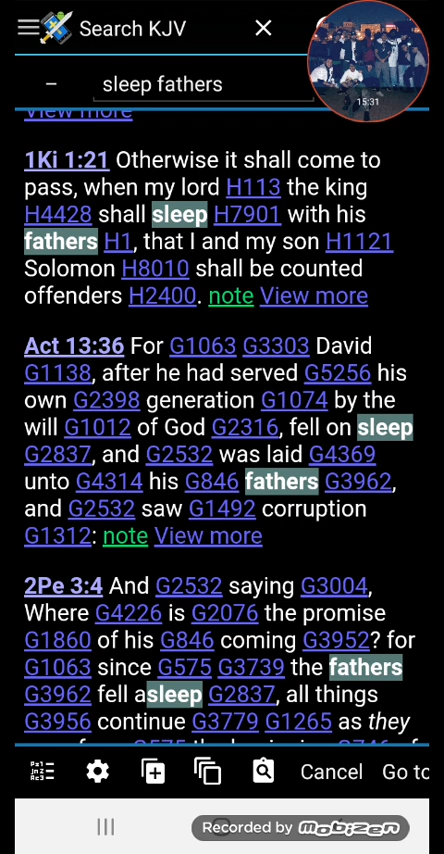 Search KJV
15:31
sleep fathers
View more
1Ki 1:21 Otherwise it shall come to
pass, when my lord H113 the king
H4428 shall sleep H7901 with his
fathers H1, that I and my son H1121
Solomon H8010 shall be counted
offenders H2400. note View more
Act 13:36 For G1063 G3303 David
G1138, after he had served G5256 his
own G2398 generation G1074 by the
will G1012 of God G2316, fell on sleep
G2837, and G2532 was laid G4369
unto G4314 his G846 fathers G3962,
and G2532 saw G1492 corruption
G1312: note View more
2Pe 3:4 And G2532 saying G3004,
Where G4226 is G2076 the promise
G1860 of his G846 coming G3952? for
G1063 since G575 G3739 the fathers
G3962 fell asleep G2837, all things
G3956 continue G3779 G1265 as they
Cancel Go to
Recorded by Mobizen